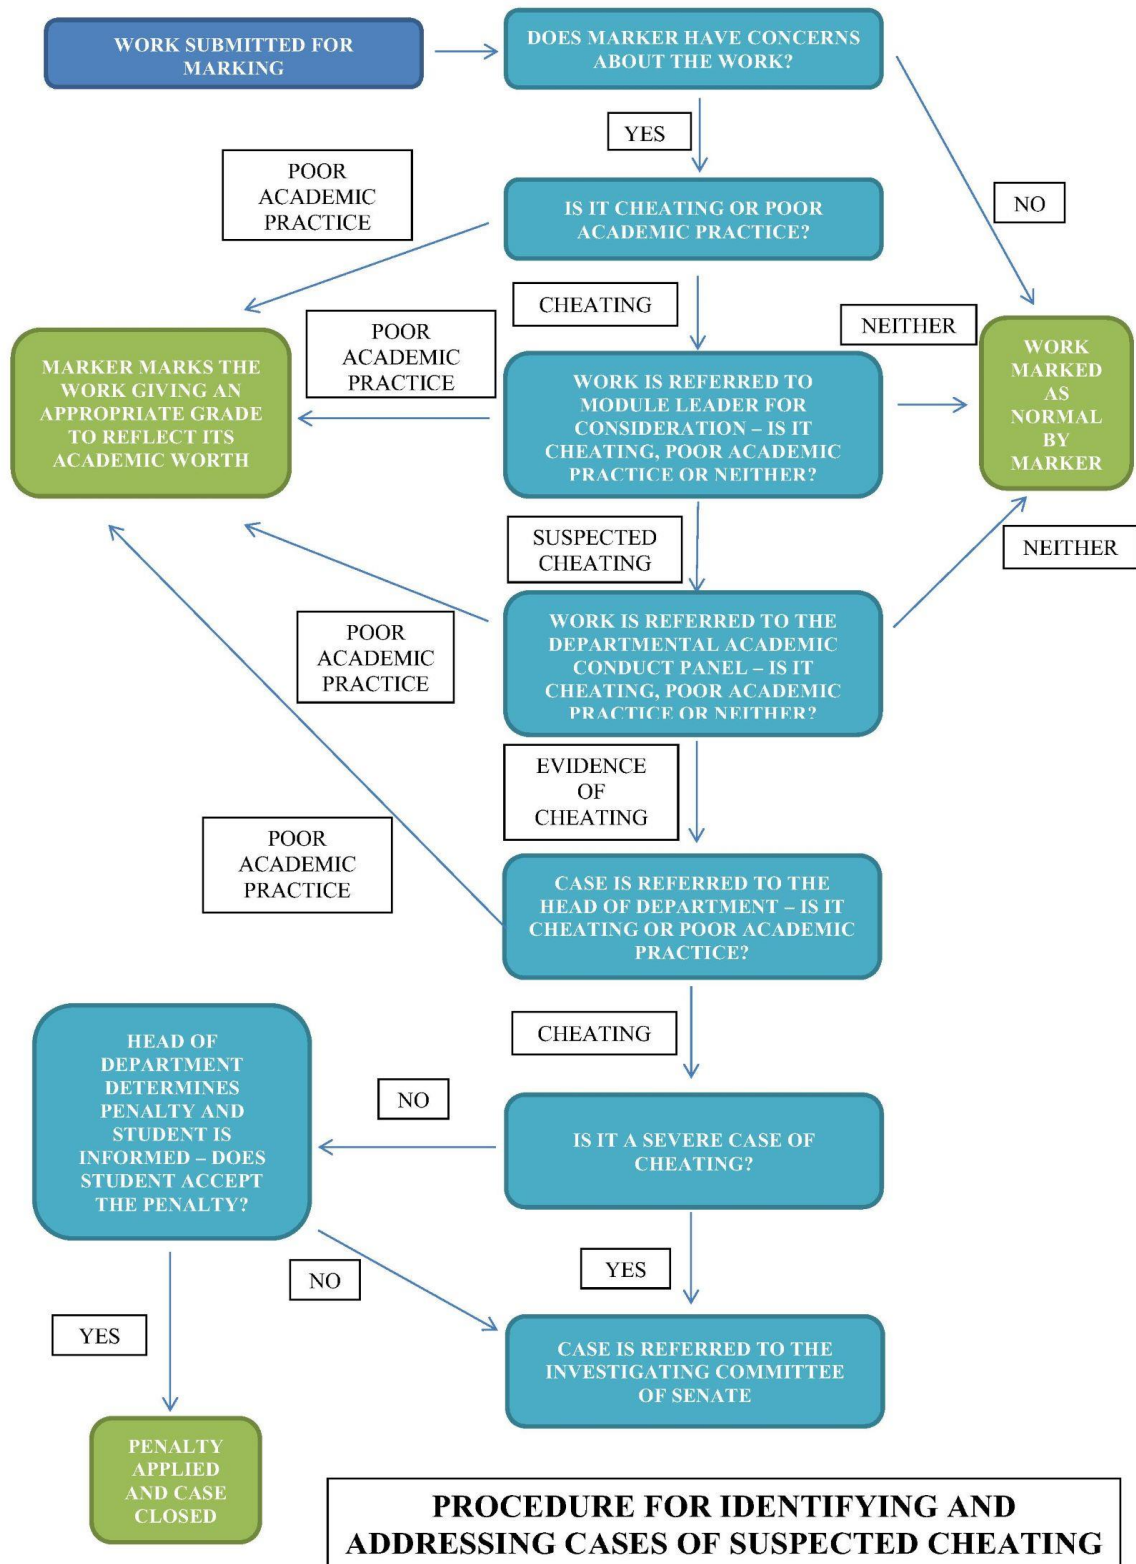 WORK SUBMITTED FOR
MARKING
DOES MARKER HAVE CONCERNS
ABOUT THE WORK?
YES
NO
POOR
ACADEMIC
PRACTICE
IS IT CHEATING OR POOR
ACADEMIC PRACTICE?
CHEATING
NEITHER
POOR
ACADEMIC
PRACTICE
MARKER MARKS THE
WORK GIVING AN
APPROPRIATE GRADE
TO REFLECT ITS
ACADEMIC WORTH
WORK IS REFERRED TO
MODULE LEADER FOR
CONSIDERATION – IS IT
CHEATING, POOR ACADEMIC
PRACTICE OR NEITHER?
WORK
MARKED
AS
NORMAL
BY
MARKER
SUSPECTED
CHEATING
NEITHER
POOR
ACADEMIC
PRACTICE
WORK IS REFERRED TO THE
DEPARTMENTAL ACADEMIC
CONDUCT PANEL – IS IT
CHEATING, POOR ACADEMIC
PRACTICE OR NEITHER?
EVIDENCE
OF
CHEATING
POOR
ACADEMIC
PRACTICE
CASE IS REFERRED TO THE
HEAD OF DEPARTMENT – IS IT
CHEATING OR POOR ACADEMIC
PRACTICE?
CHEATING
HEAD OF
DEPARTMENT
DETERMINES
PENALTY AND
STUDENT IS
INFORMED – DOES
STUDENT ACCEPT
THE PENALTY?
NO
IS IT A SEVERE CASE OF
CHEATING?
NO
YES
YES
CASE IS REFERRED TO THE
INVESTIGATING COMMITTEE
OF SENATE
PENALTY
APPLIED
AND CASE
CLOSED
PROCEDURE FOR IDENTIFYING AND
ADDRESSING CASES OF SUSPECTED CHEATING